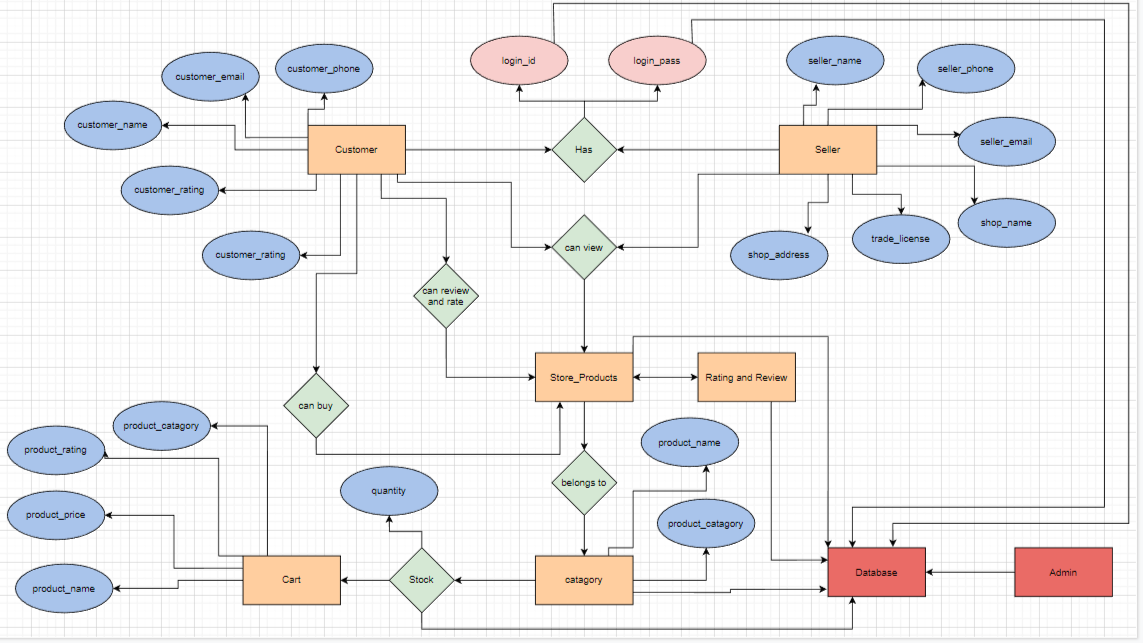 login_id
login_pass
seller_name
seller_phone
customer_email
customer_phone
customer_name
Customer
Has
Seller
seller_email
customer_rating
shop_name
customer_rating
can view
shop_address
trade_license
can review
and rate
Store_Products
Rating and Review
can buy
product_catagory
product_name
product_rating
belongs to
quantity
product_price
product_catagory
Cart
Stock
catagory
Database
Admin
product_name